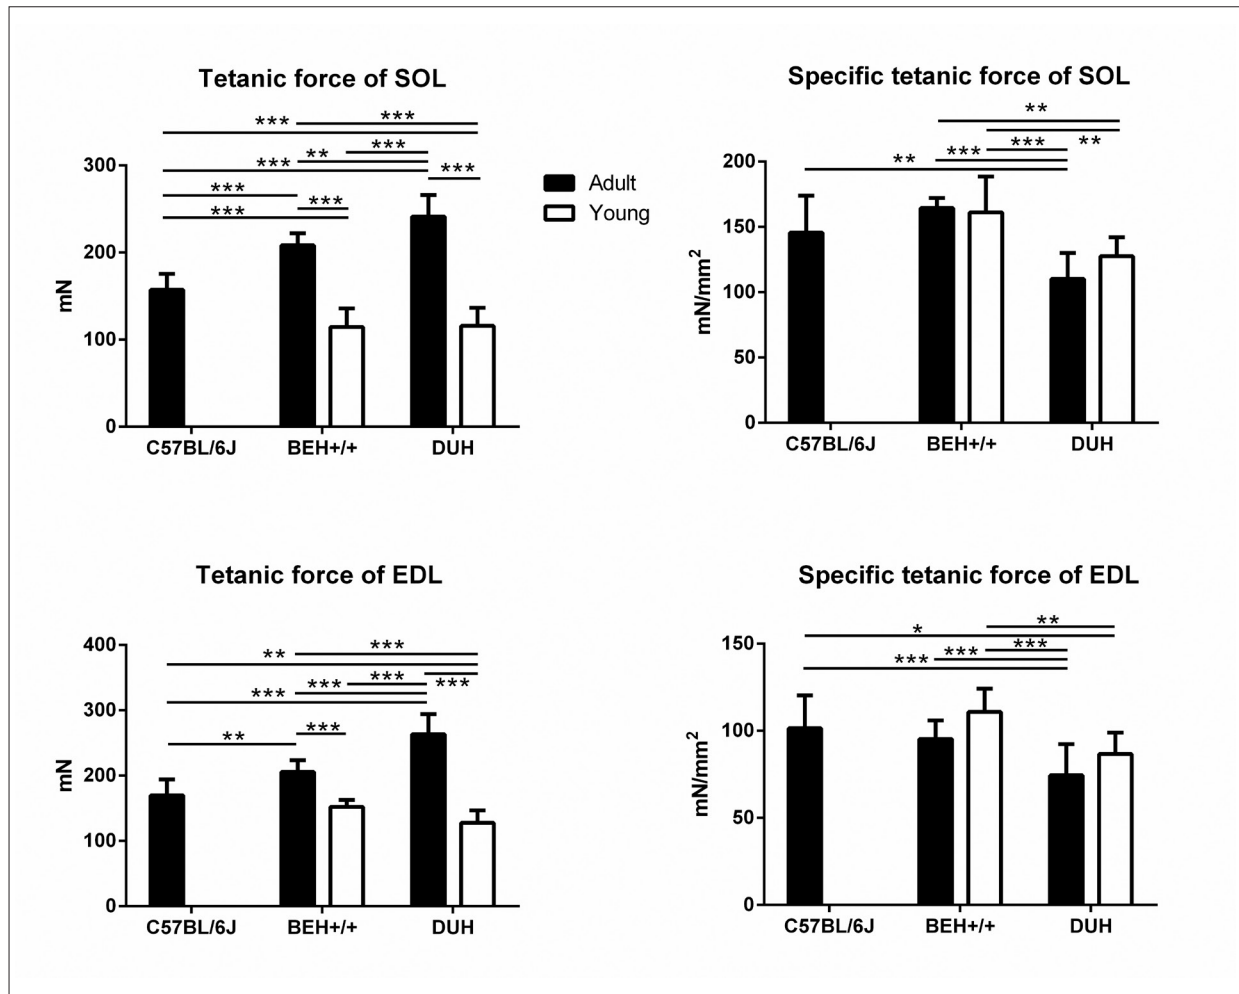 Tetanic force of SOL
*** ***
***
*** ** ***
*** ***
***
300
200
100
0
mN
C57BL/6J BEH+/+ DUH
Adult
Young
Specific tetanic force of SOL
**
*** **
** ***
200
150
100
50
0
mN/mm2
C57BL/6J BEH+/+ DUH
Tetanic force of EDL
***
**
*** *** ***
***
** ***
400
300
200
100
0
mN
C57BL/6J BEH+/+ DUH
Specific tetanic force of EDL
* **
*** *** ***
150
100
50
0
mN/mm2
C57BL/6J BEH+/+ DUH